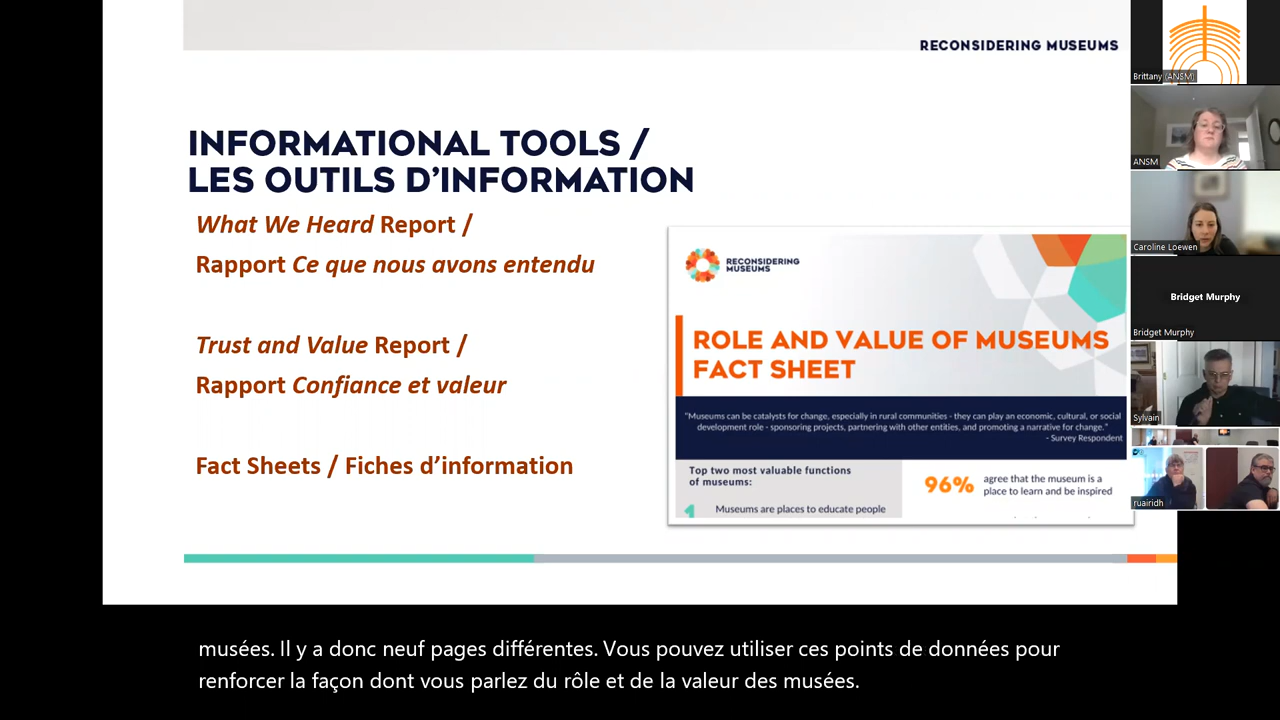 RECONSIDERING MUSEUMS
INFORMATIONAL TOOLS /
LES OUTILS D’INFORMATION
What We Heard Report /
Rapport Ce que nous avons entendu
Trust and Value Report /
Rapport Confiance et valeur
Fact Sheets / Fiches d’information
RECONSIDERING
MUSEUMS
ROLE AND VALUE OF MUSEUMS
FACT SHEET
"Museums can be catalysts for change, especially in rural communities - they can play an economic, cultural, or social
development role - sponsoring projects, partnering with other entities, and promoting a narrative for change."
- Survey Respondent
Top two most valuable functions
of museums:
1 Museums are places to educate people
96% agree that the museum is a
place to learn and be inspired
Brittany (ANSM)
ANSM
Caroline Loewen
Bridget Murphy
Bridget Murphy
Sylvain
ruairidh
musées. Il y a donc neuf pages différentes. Vous pouvez utiliser ces points de données pour
renforcer la façon dont vous parlez du rôle et de la valeur des musées.